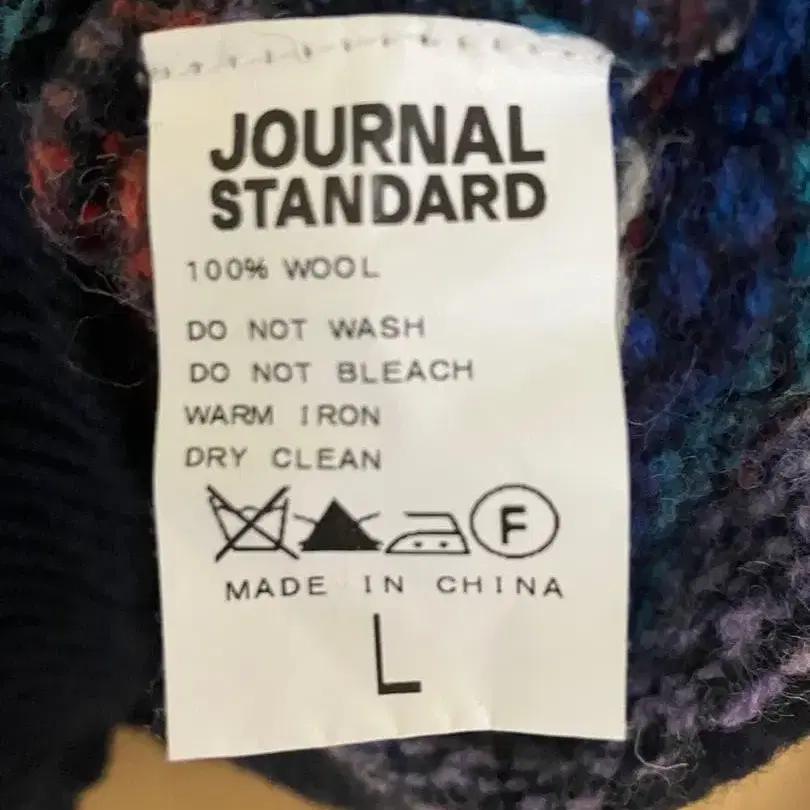 JOURNAL
STANDARD
100% WOOL
DO NOT WASH
DO NOT BLEACH
WARM IRON
DRY CLEAN
F
MADE IN CHINA
L